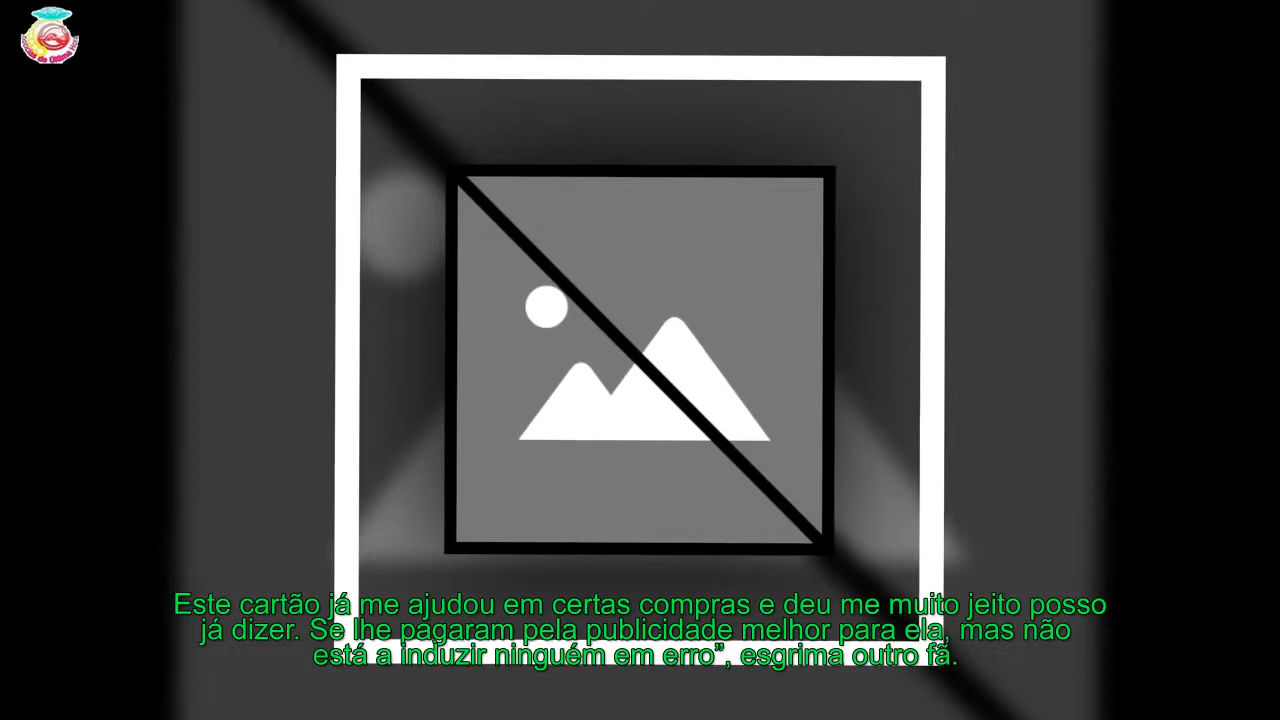 Este cartão já me ajudou em certas compras e deu me muito jeito posso
já dizer. Se lhe pagaram pela publicidade melhor para ela, mas não
está a induzir ninguém em erro”, esgrima outro fã.